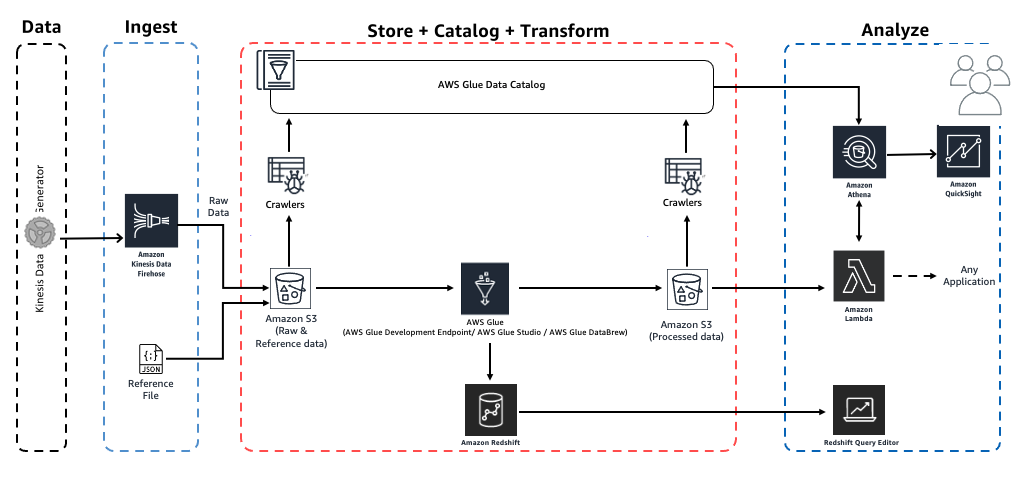 Data
Ingest
Store + Catalog + Transform
Analyze
Kinesis Data Generator
Amazon
Kinesis Data
Firehose
Raw
Data
{;}
JSON
Reference
File
AWS Glue Data Catalog
Crawlers
Crawlers
Amazon S3
(Raw &
Reference data)
AWS Glue
(AWS Glue Development Endpoint/ AWS Glue Studio / AWS Glue DataBrew)
Amazon S3
(Processed data)
Amazon Redshift
Amazon
Athena
Amazon
QuickSight
Amazon
Lambda
Any
Application
Redshift Query Editor